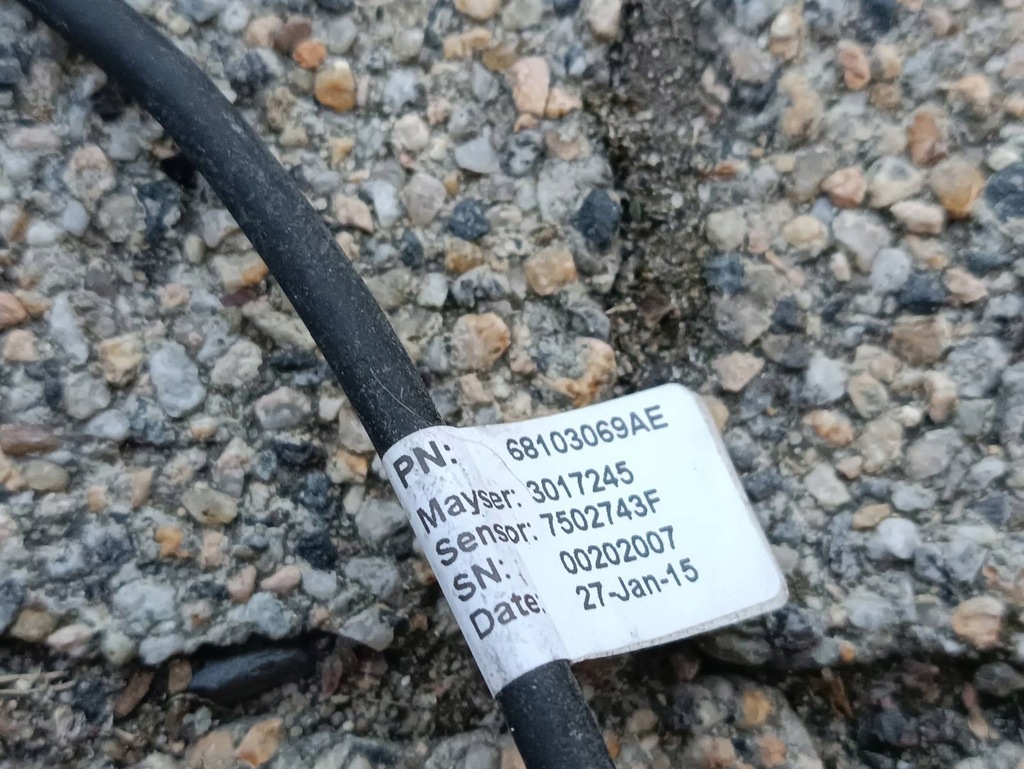 PN: 68103069AE
Mayser: 3017245
Sensor: 7502743F
SN: 00202007
Date: 27-Jan-15